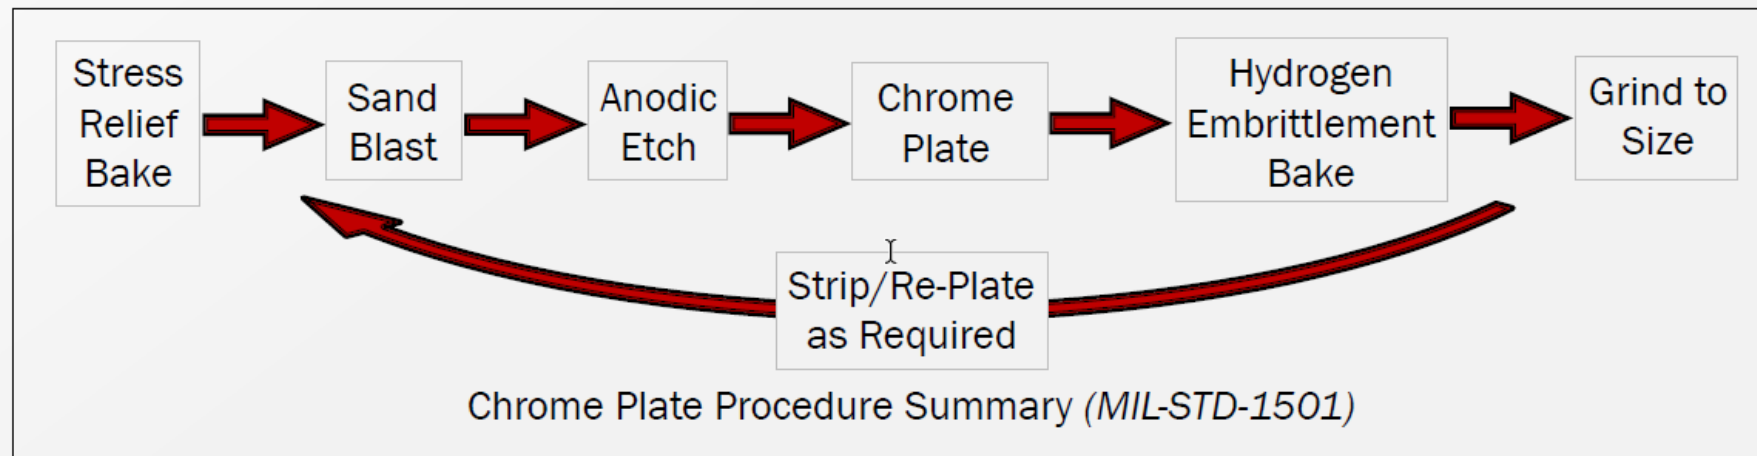 Stress
Relief
Bake
Sand
Blast
Anodic
Etch
Chrome
Plate
Hydrogen
Embrittlement
Bake
Grind to
Size
Strip/Re-Plate
as Required
Chrome Plate Procedure Summary (MIL-STD-1501)